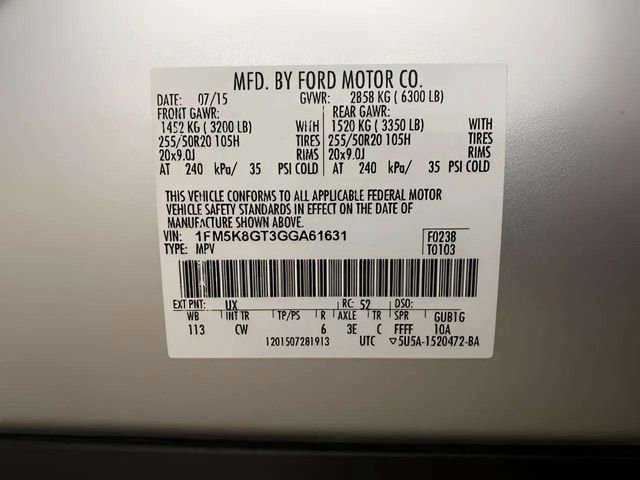 MFD. BY FORD MOTOR CO.
DATE: 07/15 GVWR: 2858 KG ( 6300 LB)
FRONT GAWR: REAR GAWR:
1452 KG ( 3200 LB) WITH 1520 KG ( 3350 LB) WITH
255/50R20 105H TIRES 255/50R20 105H TIRES
20x9.0J RIMS 20x9.0J RIMS
AT 240 kPa/ 35 PSI COLD AT 240 kPa/ 35 PSI COLD
THIS VEHICLE CONFORMS TO ALL APPLICABLE FEDERAL MOTOR
VEHICLE SAFETY STANDARDS IN EFFECT ON THE DATE OF
MANUFACTURE SHOWN ABOVE.
VIN: 1FM5K8GT3GGA61631 F0238
TYPE: MPV T0103
EXT PNT: UX RC: 52 DSO:
WB INT TR TP/PS R AXLE TR SPR GUB1G
113 CW 6 3E C FFFF 10A
1201507281913 UTC ▽5U5A-1520472-BA